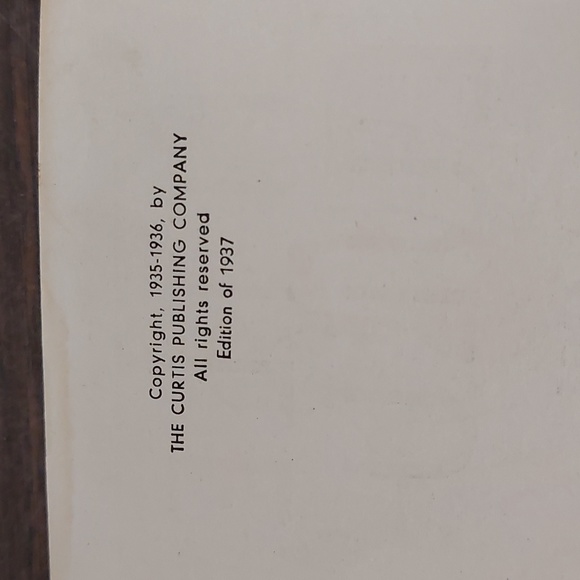 Copyright, 1935-1936, by
THE CURTIS PUBLISHING COMPANY
All rights reserved
Edition of 1937